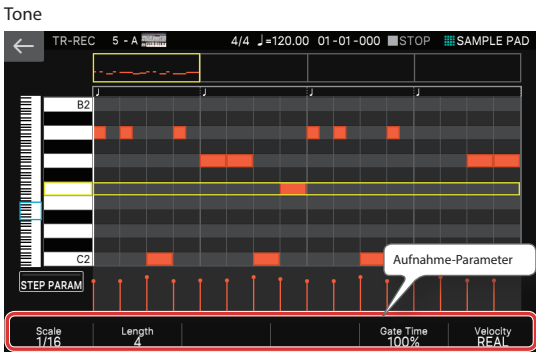 Tone
TR-REC 5 - A 4/4 ♩=120.00 01-01-000 STOP SAMPLE PAD
B2
C2
Aufnahme-Parameter
STEP PARAM
Scale Length Gate Time Velocity
1/16 4 100% REAL